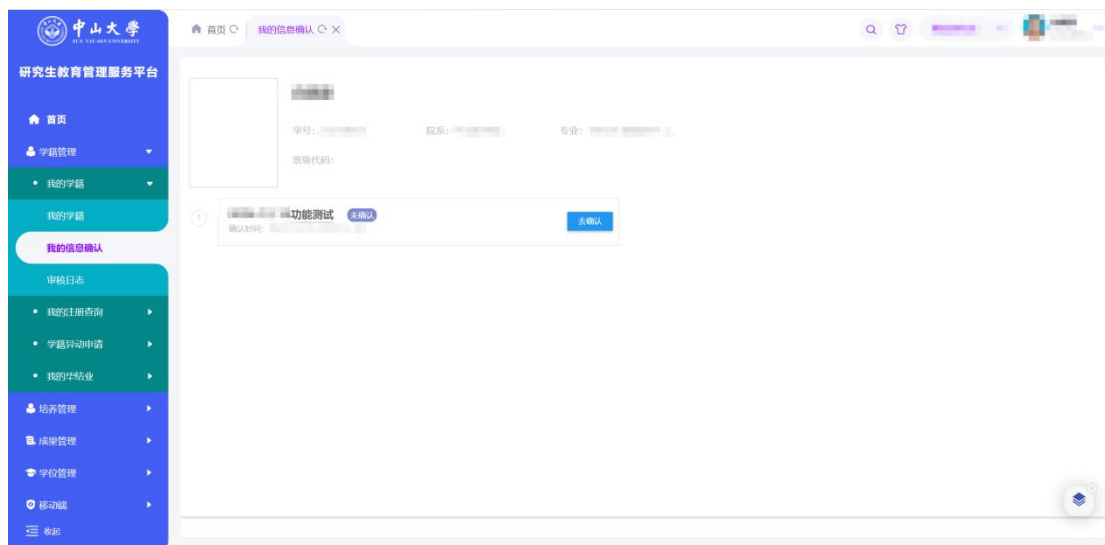 中山大學
SUN YAT-SEN UNIVERSITY
研究生教育管理服务平台
首页
学籍管理
我的学籍
我的学籍
我的信息确认
审核日志
我的注册查询
学籍异动申请
我的毕结业
培养管理
成果管理
学位管理
移动端
收起
首页 我的信息确认
学号: 院系: 专业:
班级代码:
1 功能测试 未确认
确认时间:
去确认